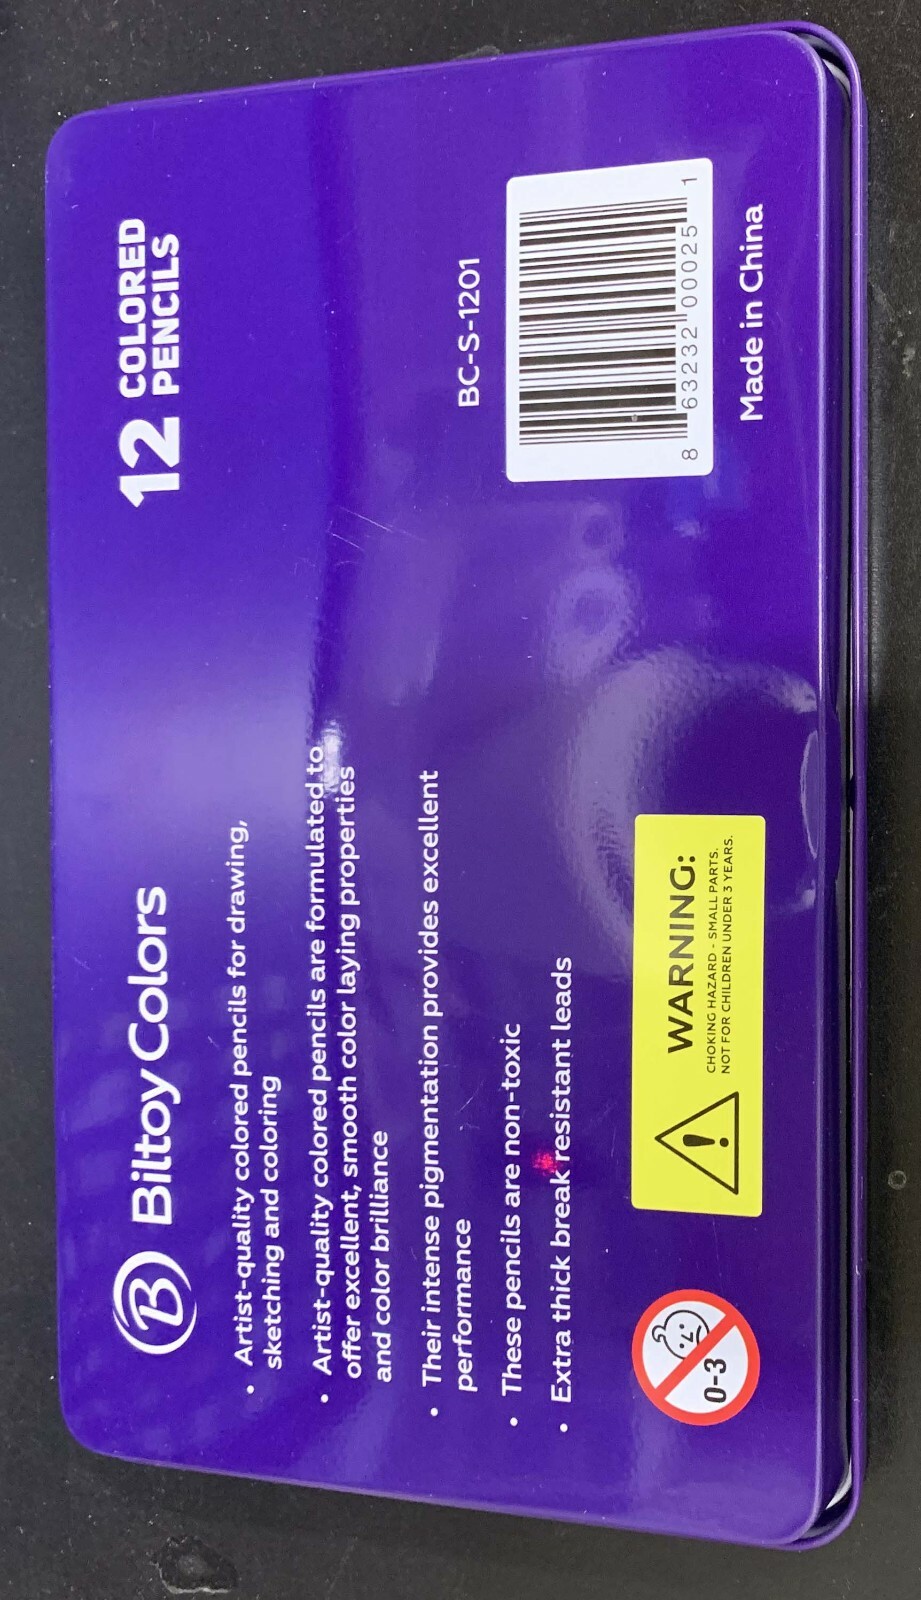 B Biltoy Colors
12 COLORED
PENCILS
• Artist-quality colored pencils for drawing,
sketching and coloring
• Artist-quality colored pencils are formulated to
offer excellent, smooth color laying properties
and color brilliance
• Their intense pigmentation provides excellent
performance
• These pencils are non-toxic
• Extra thick break resistant leads
BC-S-1201
8 63232 00025 1
Made in China
0-3
WARNING:
CHOKING HAZARD - SMALL PARTS.
NOT FOR CHILDREN UNDER 3 YEARS.